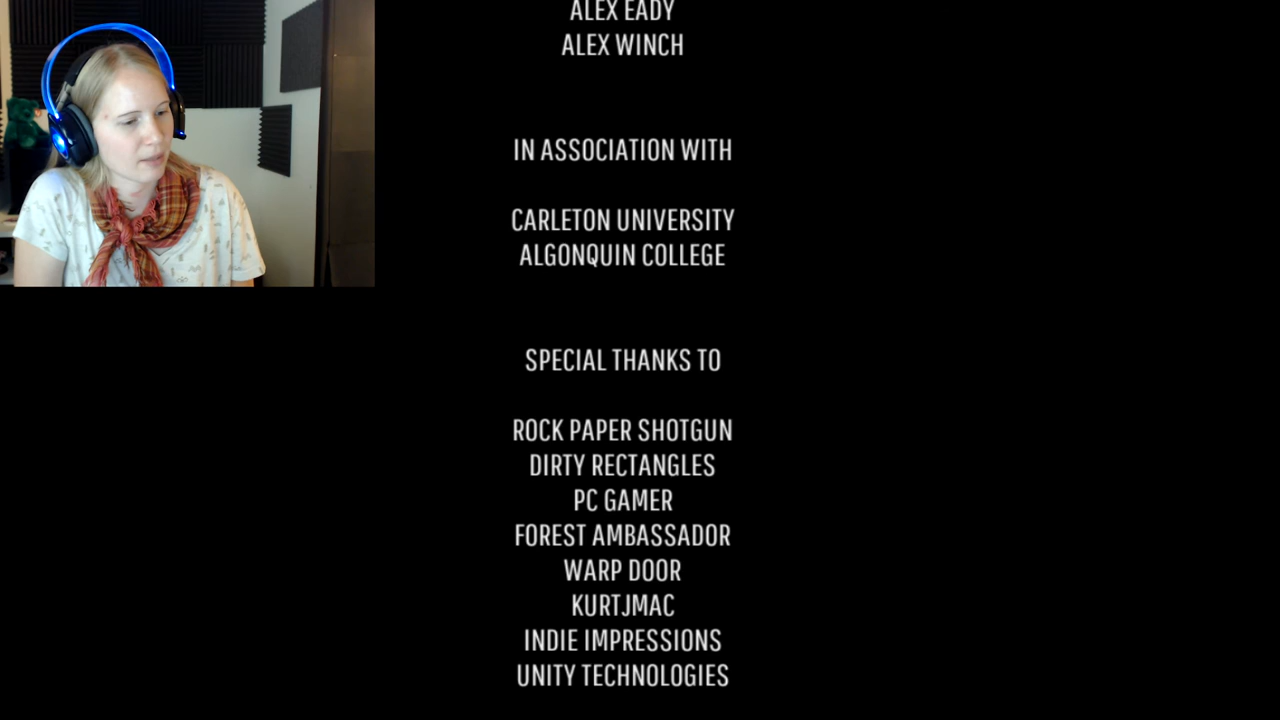 ALEX EADY
ALEX WINCH
IN ASSOCIATION WITH
CARLETON UNIVERSITY
ALGONQUIN COLLEGE
SPECIAL THANKS TO
ROCK PAPER SHOTGUN
DIRTY RECTANGLES
PC GAMER
FOREST AMBASSADOR
WARP DOOR
KURTJMAC
INDIE IMPRESSIONS
UNITY TECHNOLOGIES